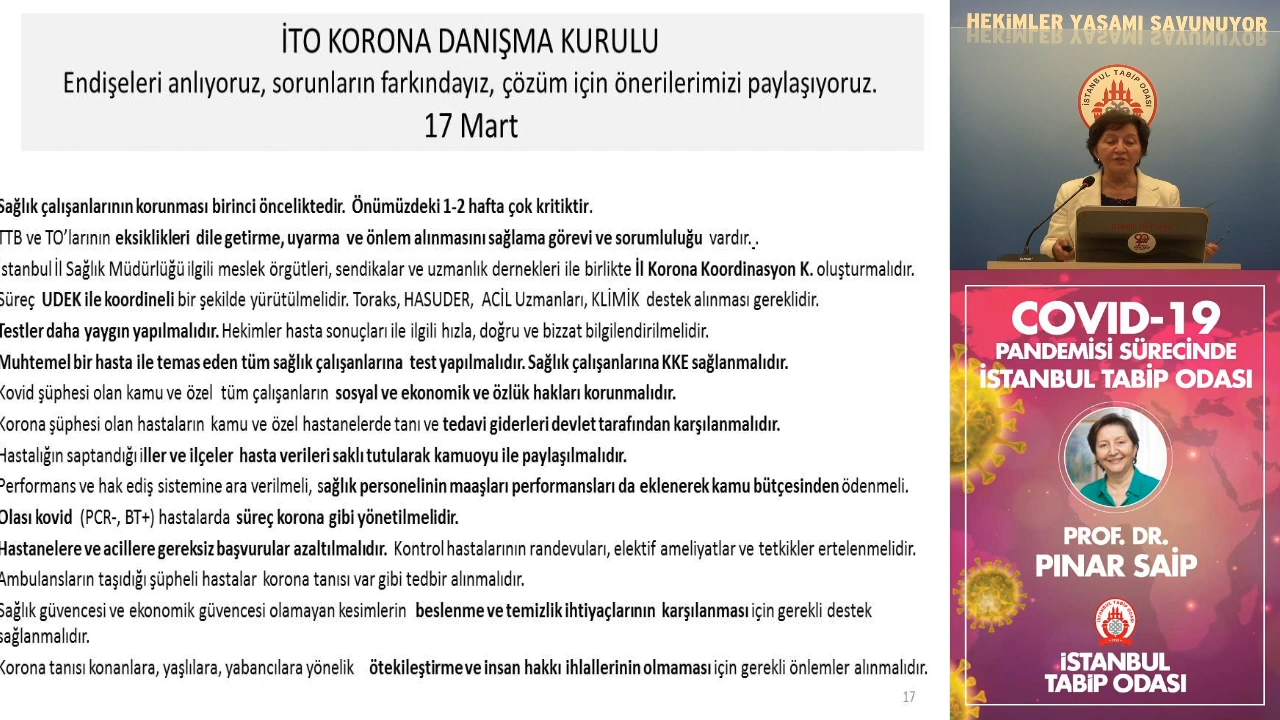 İTO KORONA DANIŞMA KURULU
Endişeleri anlıyoruz, sorunların farkındayız, çözüm için önerilerimizi paylaşıyoruz.
17 Mart
Sağlık çalışanlarının korunması birinci önceliktedir. Önümüzdeki 1-2 hafta çok kritiktir.
TTB ve TO'larının eksiklikleri dile getirme, uyarma ve önlem alınmasını sağlama görevi ve sorumluluğu vardır. .
İstanbul İl Sağlık Müdürlüğü ilgili meslek örgütleri, sendikalar ve uzmanlık dernekleri ile birlikte İl Korona Koordinasyon K. oluşturmalıdır.
Süreç UDEK ile koordineli bir şekilde yürütülmelidir. Toraks, HASUDER, ACİL Uzmanları, KLİMİK destek alınması gereklidir.
Testler daha yaygın yapılmalıdır. Hekimler hasta sonuçları ile ilgili hızla, doğru ve bizzat bilgilendirilmelidir.
Muhtemel bir hasta ile temas eden tüm sağlık çalışanlarına test yapılmalıdır. Sağlık çalışanlarına KKE sağlanmalıdır.
Kovid şüphesi olan kamu ve özel tüm çalışanların sosyal ve ekonomik ve özlük hakları korunmalıdır.
Korona şüphesi olan hastaların kamu ve özel hastanelerde tanı ve tedavi giderleri devlet tarafından karşılanmalıdır.
Hastalığın saptandığı iller ve ilçeler hasta verileri saklı tutularak kamuoyu ile paylaşılmalıdır.
Performans ve hak ediş sistemine ara verilmeli, sağlık personelinin maaşları performansları da eklenerek kamu bütçesinden ödenmeli.
Olası kovid (PCR-, BT+) hastalarda süreç korona gibi yönetilmelidir.
Hastanelere ve acillere gereksiz başvurular azaltılmalıdır. Kontrol hastalarının randevuları, elektif ameliyatlar ve tetkikler ertelenmelidir.
Ambulansların taşıdığı şüpheli hastalar korona tanısı var gibi tedbir alınmalıdır.
Sağlık güvencesi ve ekonomik güvencesi olamayan kesimlerin beslenme ve temizlik ihtiyaçlarının karşılanması için gerekli destek
sağlanmalıdır.
Korona tanısı konanlara, yaşlılara, yabancılara yönelik ötekileştirme ve insan hakkı ihlallerinin olmaması için gerekli önlemler alınmalıdır.
17
HEKİMLER YAŞAMI SAVUNUYOR
İSTANBUL TABİP ODASI
COVID-19
PANDEMİSİ SÜRECİNDE
İSTANBUL TABİP ODASI
PROF. DR.
PINAR SAİP
İSTANBUL
TABİP ODASI